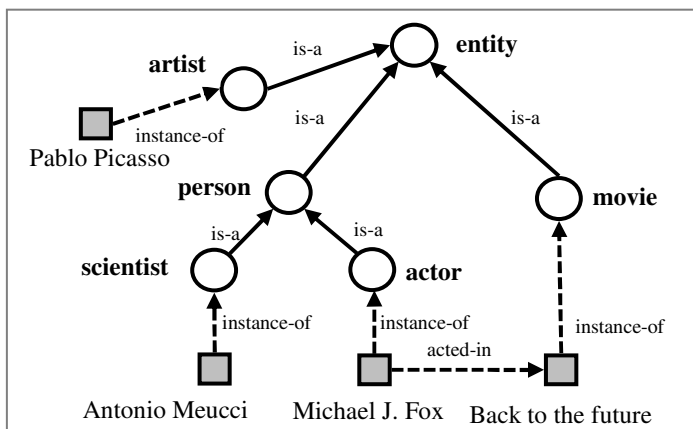 is-a
entity
artist
is-a
is-a
instance-of
Pablo Picasso
person
movie
is-a
is-a
scientist
actor
instance-of
instance-of
instance-of
acted-in
Antonio Meucci
Michael J. Fox
Back to the future